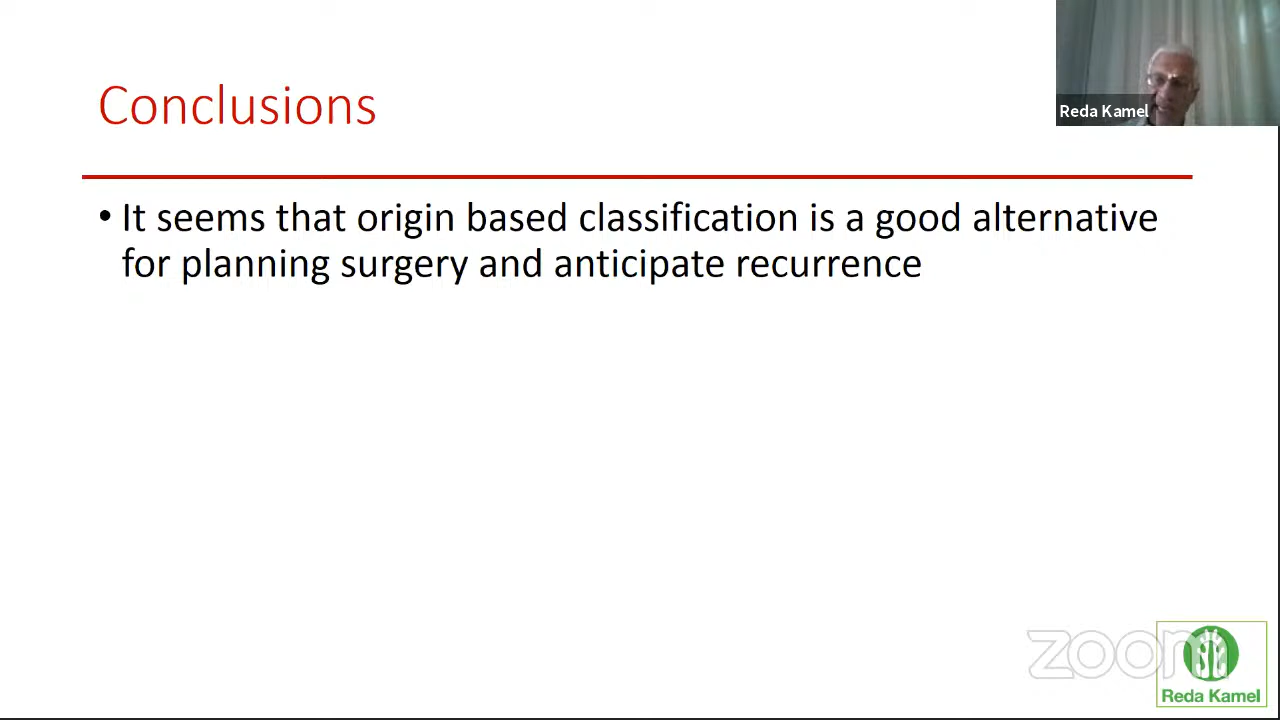 Conclusions
Reda Kamel
• It seems that origin based classification is a good alternative
for planning surgery and anticipate recurrence
zoom
Reda Kamel